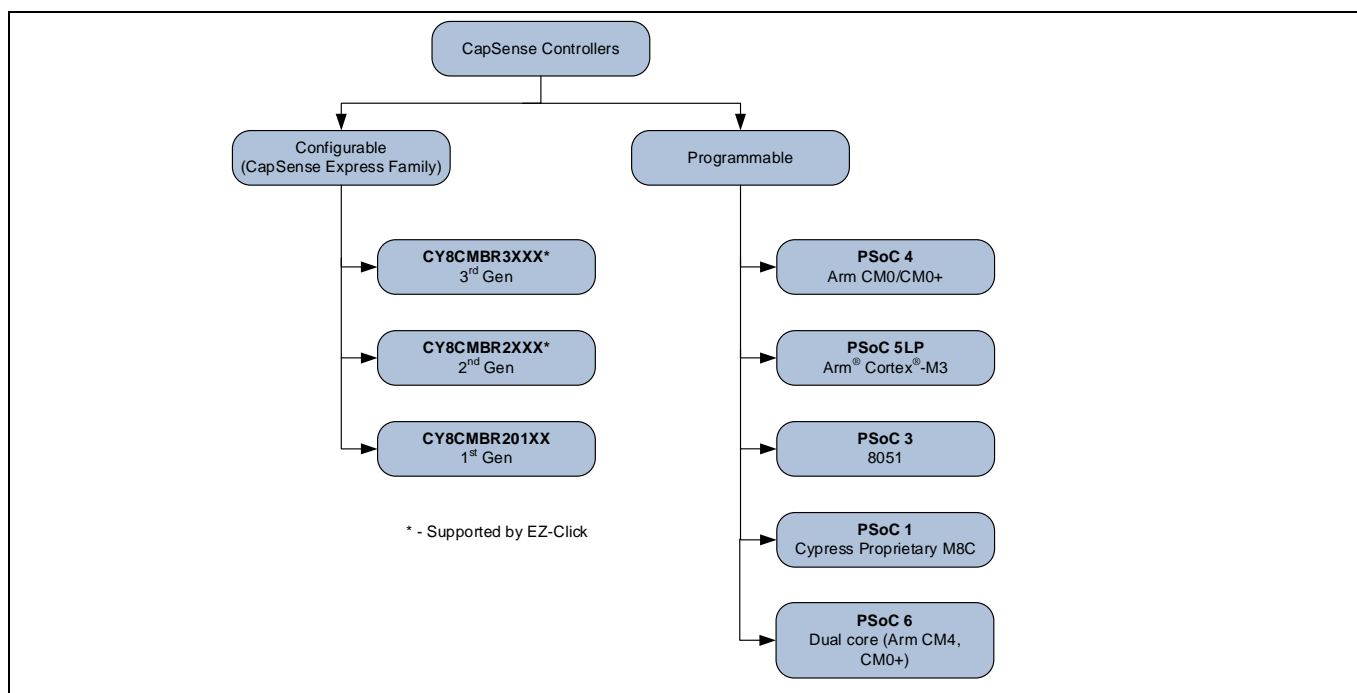 CapSense Controllers
Configurable
(CapSense Express Family)
Programmable
CY8CMBR3XXX*
3rd Gen
CY8CMBR2XXX*
2nd Gen
CY8CMBR201XX
1st Gen
* - Supported by EZ-Click
PSoC 4
Arm CM0/CM0+
PSoC 5LP
Arm® Cortex®-M3
PSoC 3
8051
PSoC 1
Cypress Proprietary M8C
PSoC 6
Dual core (Arm CM4,
CM0+)